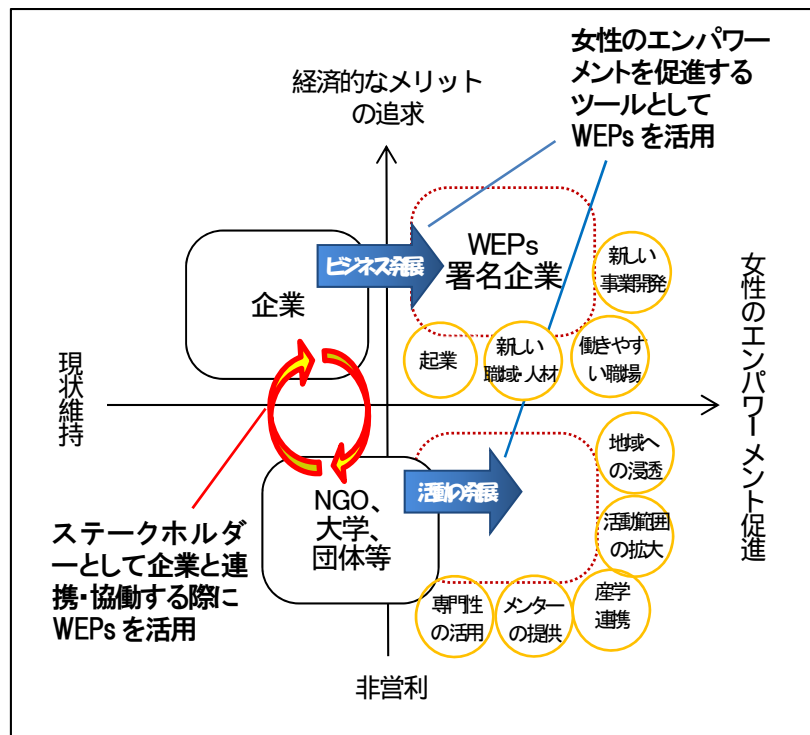 女性のエンパワー
メントを促進する
ツールとして
WEPs を活用
経済的なメリット
の追求
WEPs
署名企業
ビジネス発展
企業
新しい
事業開発
起業
新しい
職域・人材
働きやす
い職場
現状維持
女性のエンパワーメント促進
地域へ
の浸透
活動の発展
NGO、
大学、
団体等
活動範囲
の拡大
ステークホルダ
ーとして企業と連
携・協働する際に
WEPs を活用
専門性
の活用
メンター
の提供
産学
連携
非営利